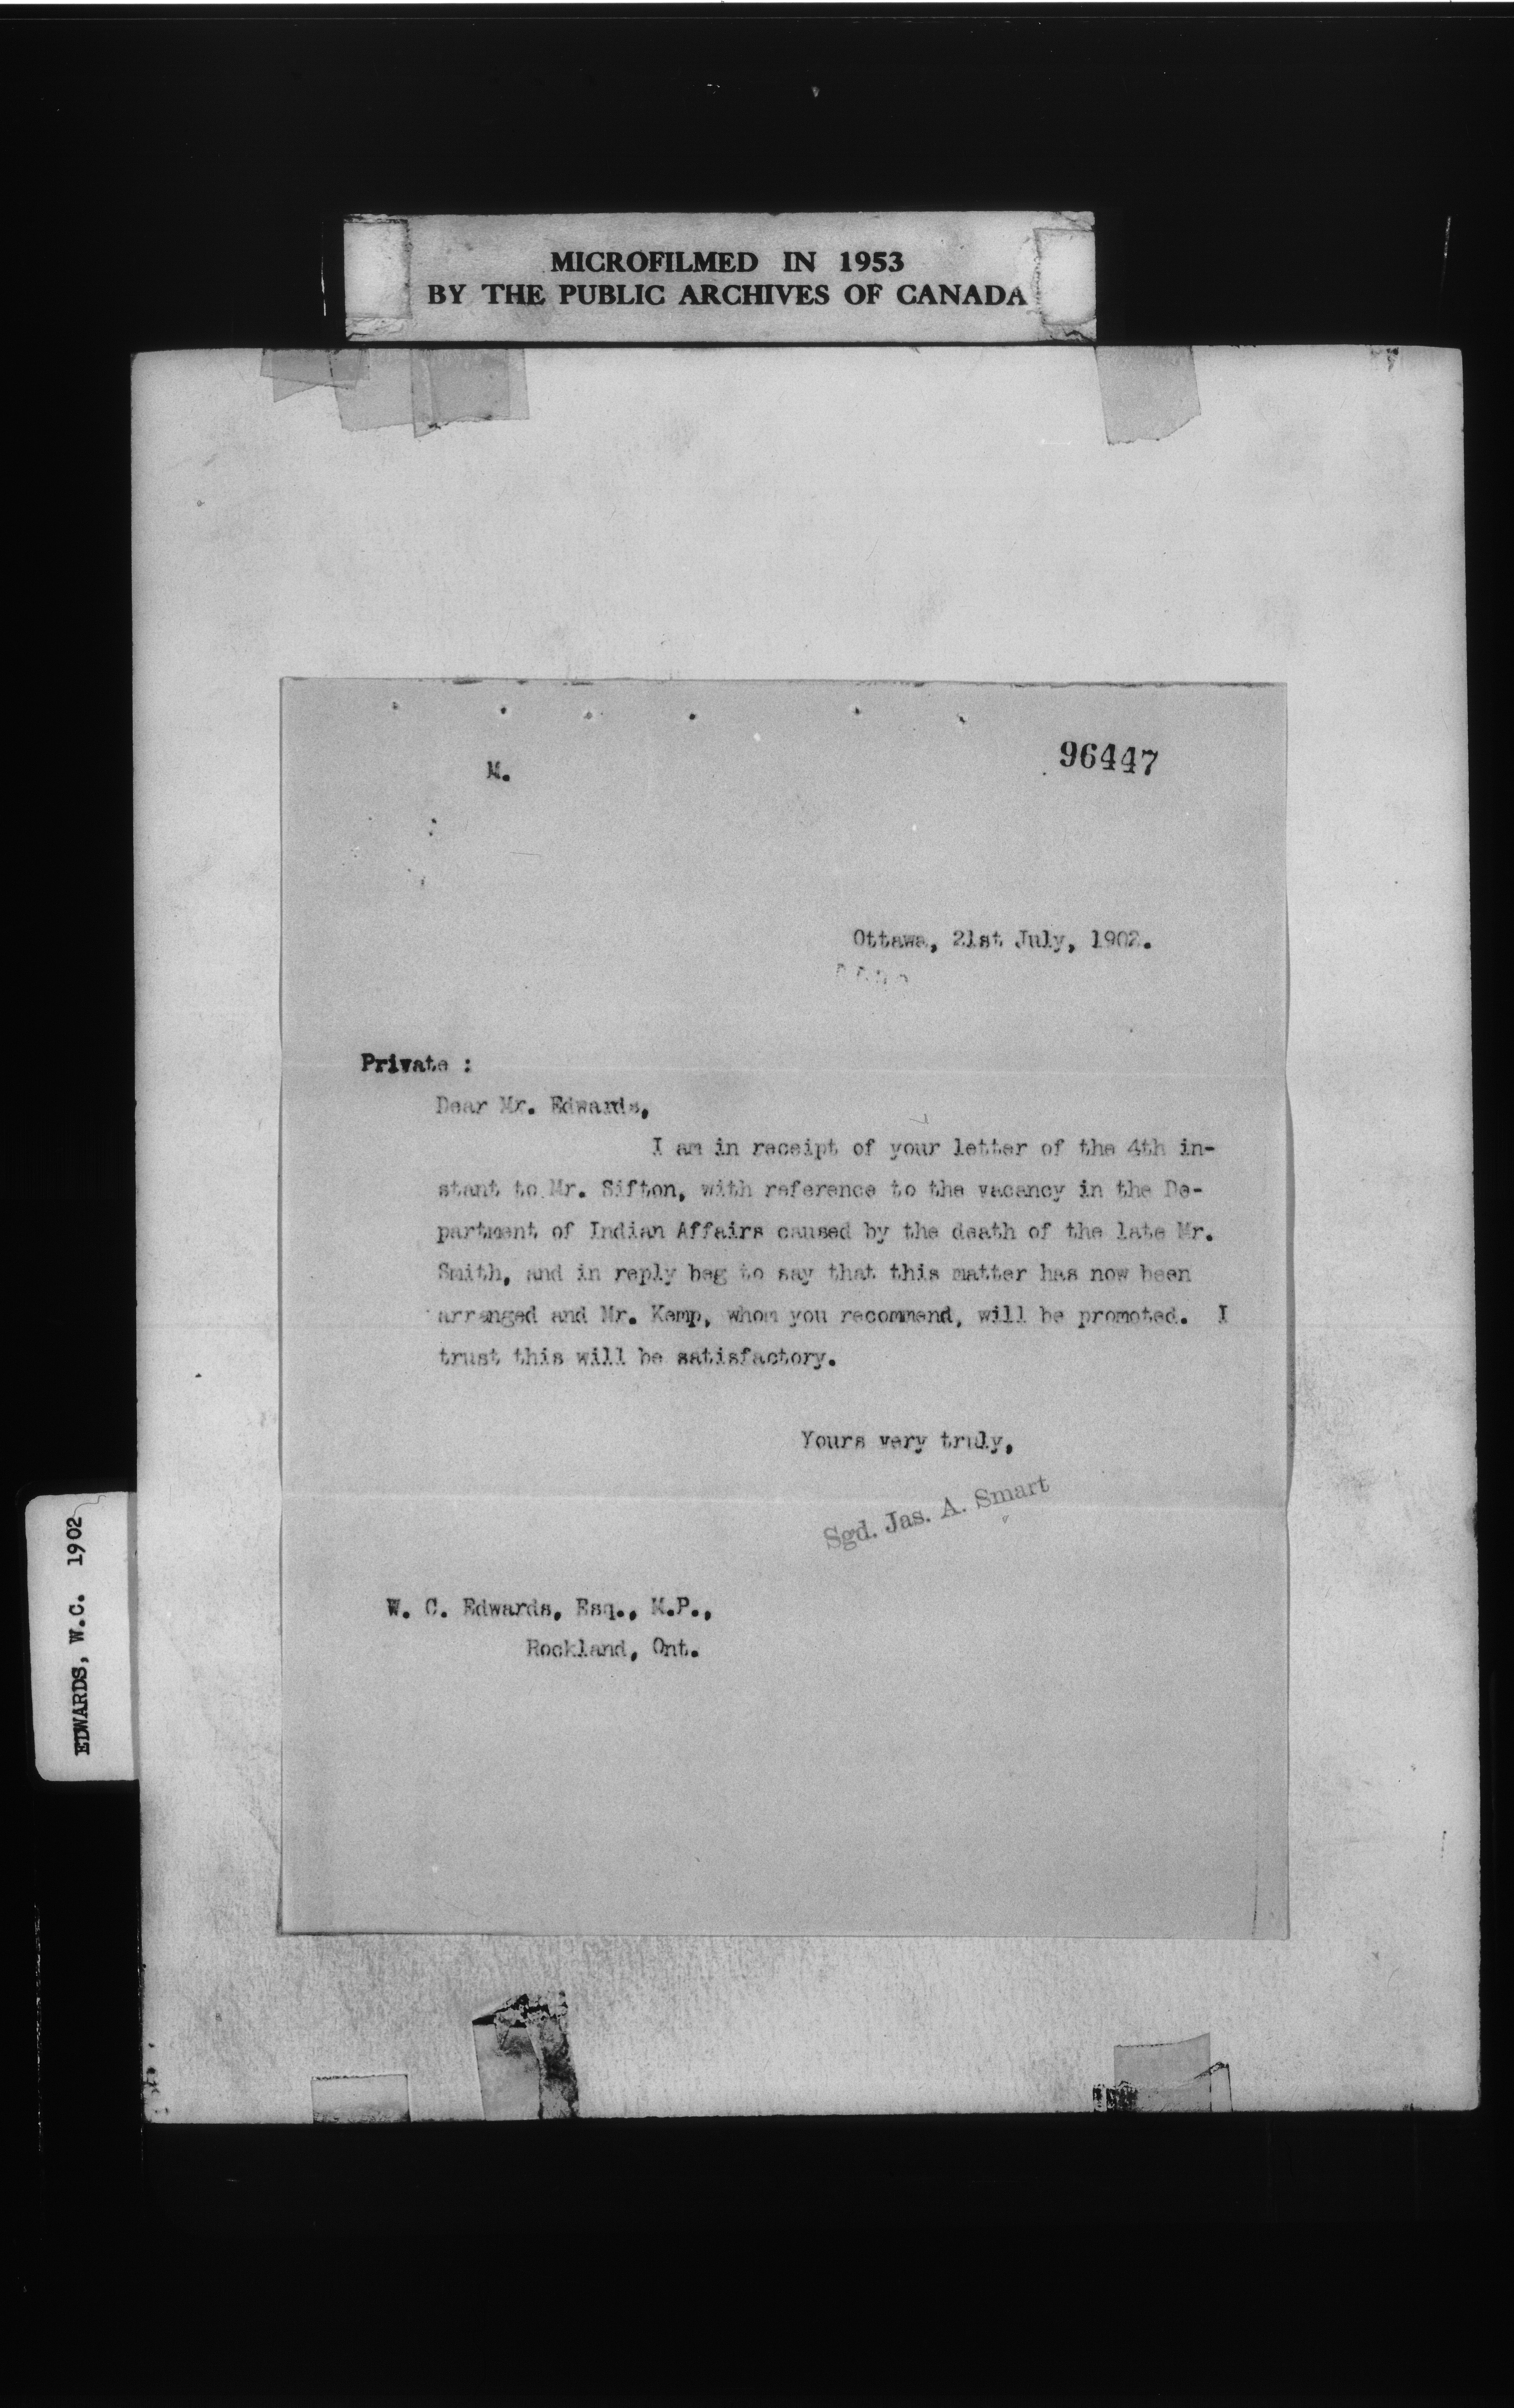 MICROFILMED IN 1953
BY THE PUBLIC ARCHIVES OF CANADA
M.
96447
Ottawa, 21st July, 1902.
Private :
Dear Mr. Edwards,
I am in receipt of your letter of the 4th in-
stant to Mr. Sifton, with reference to the vacancy in the De-
partment of Indian Affairs caused by the death of the late Mr.
Smith, and in reply beg to say that this matter has now been
arranged and Mr. Kemp, whom you recommend, will be promoted. I
trust this will be satisfactory.
Yours very truly,
Sgd. Jas. A. Smart
W. C. Edwards, Esq., M.P.,
Rockland, Ont.
EDWARDS, W.C. 1902